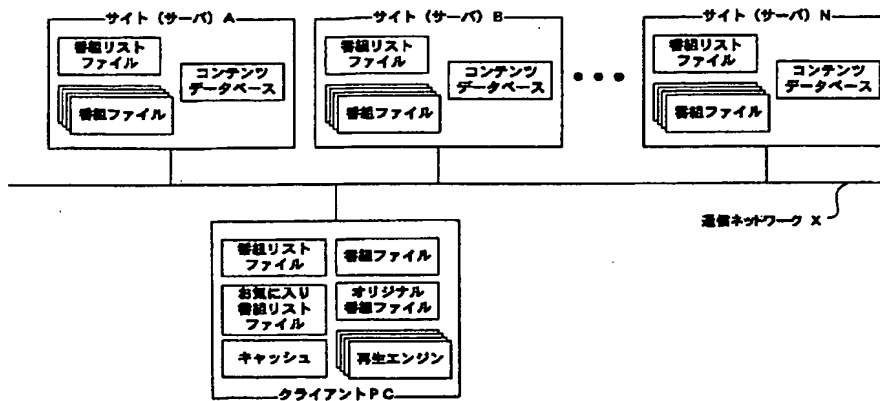 サイト（サーバ）A
番組リスト
ファイル
コンテンツ
データベース
番組ファイル
サイト（サーバ）B
番組リスト
ファイル
コンテンツ
データベース
番組ファイル
サイト（サーバ）N
番組リスト
ファイル
コンテンツ
データベース
番組ファイル
通信ネットワーク X
番組リスト
ファイル
番組ファイル
お気に入り
番組リスト
ファイル
オリジナル
番組ファイル
キャッシュ
再生エンジン
クライアントPC